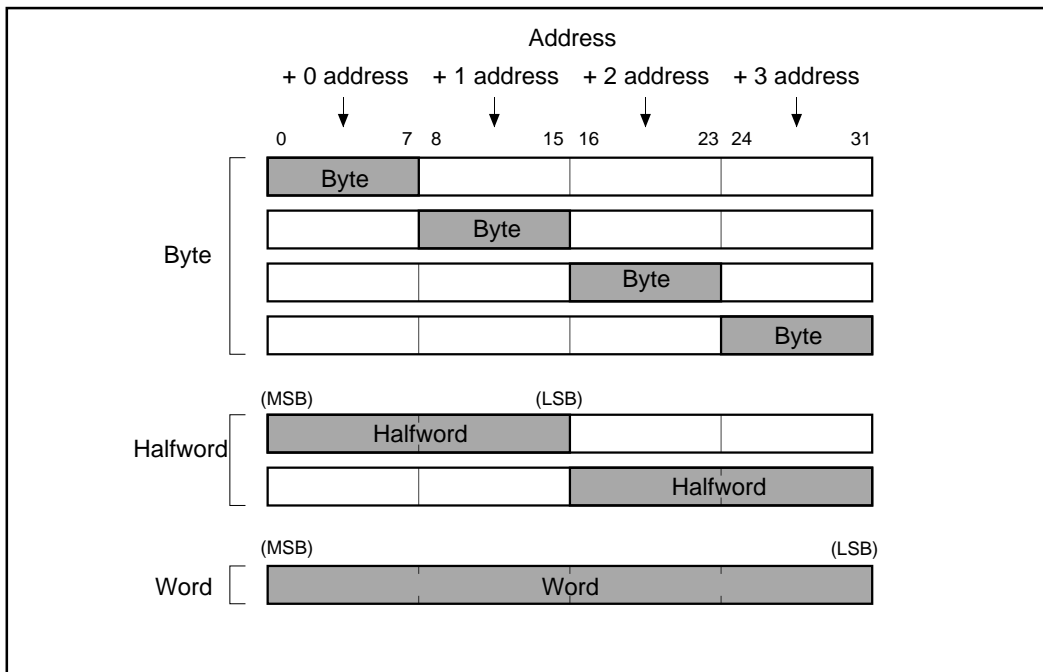 Address
+ 0 address + 1 address + 2 address + 3 address
0 7 8 15 16 23 24 31
Byte
Byte
Byte
Byte
Byte
(MSB) (LSB)
Halfword
Halfword
Halfword
(MSB) (LSB)
Word Word